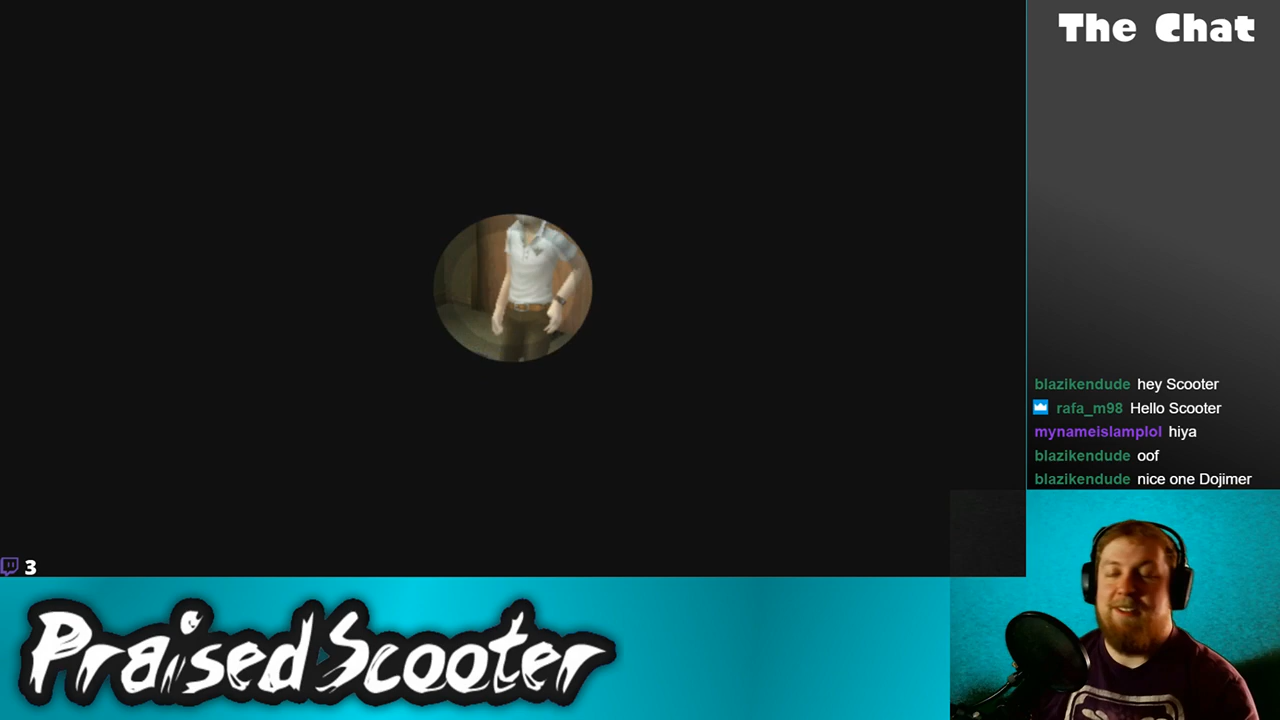 The Chat
blazikendude hey Scooter
rafa_m98 Hello Scooter
mynameislamplol hiya
blazikendude oof
blazikendude nice one Dojimer
3
PraisedScooter